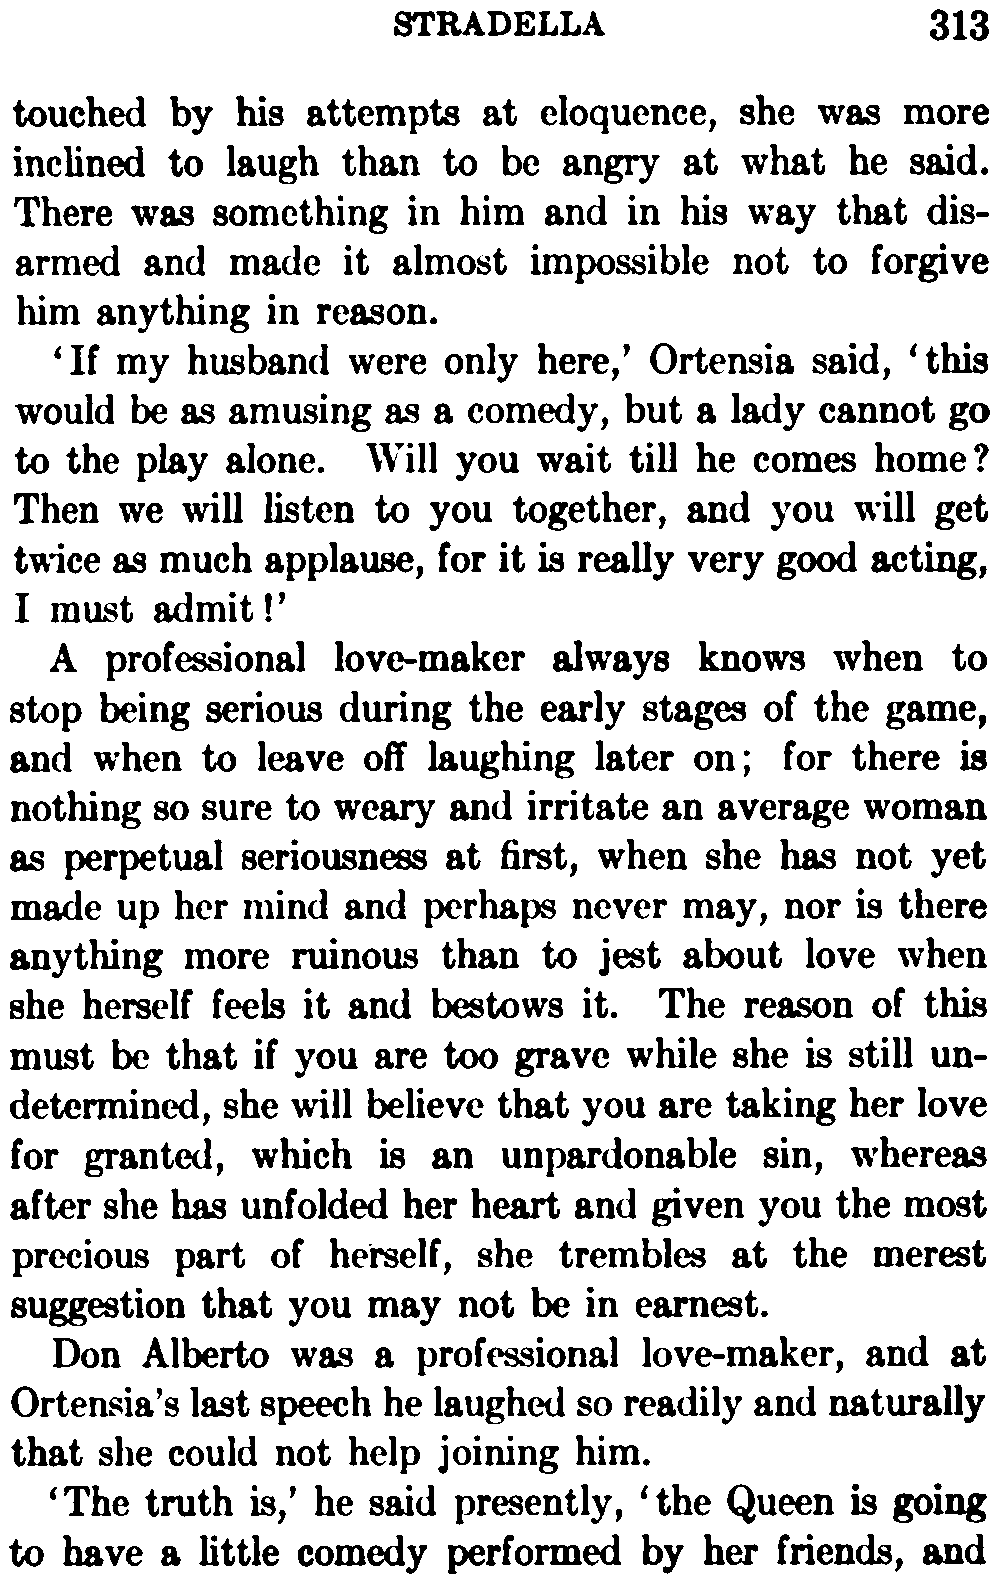 STRADELLA 313
touched by his attempts at eloquence, she was more
inclined to laugh than to be angry at what he said.
There was something in him and in his way that dis-
armed and made it almost impossible not to forgive
him anything in reason.
‘If my husband were only here,’ Ortensia said, ‘this
would be as amusing as a comedy, but a lady cannot go
to the play alone. Will you wait till he comes home?
Then we will listen to you together, and you will get
twice as much applause, for it is really very good acting,
I must admit!’
A professional love-maker always knows when to
stop being serious during the early stages of the game,
and when to leave off laughing later on; for there is
nothing so sure to weary and irritate an average woman
as perpetual seriousness at first, when she has not yet
made up her mind and perhaps never may, nor is there
anything more ruinous than to jest about love when
she herself feels it and bestows it. The reason of this
must be that if you are too grave while she is still un-
determined, she will believe that you are taking her love
for granted, which is an unpardonable sin, whereas
after she has unfolded her heart and given you the most
precious part of herself, she trembles at the merest
suggestion that you may not be in earnest.
Don Alberto was a professional love-maker, and at
Ortensia's last speech he laughed so readily and naturally
that she could not help joining him.
‘The truth is,’ he said presently, ‘the Queen is going
to have a little comedy performed by her friends, and